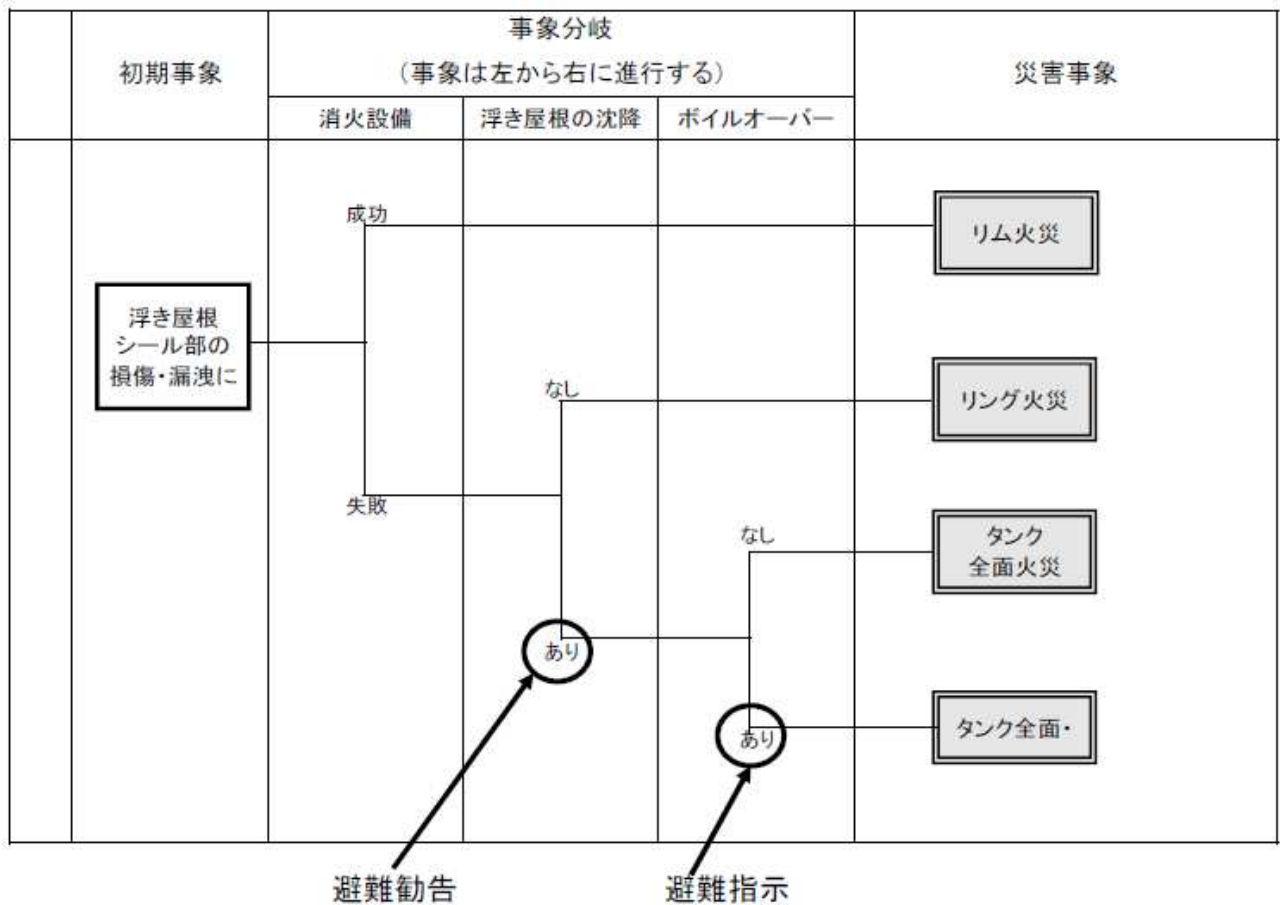 初期事象
事象分岐
（事象は左から右に進行する）
災害事象
消火設備
浮き屋根の沈降
ボイルオーバー
成功
リム火災
浮き屋根
シール部の
損傷・漏洩に
なし
リング火災
失敗
なし
タンク
全面火災
あり
あり
タンク全面・
避難勧告
避難指示